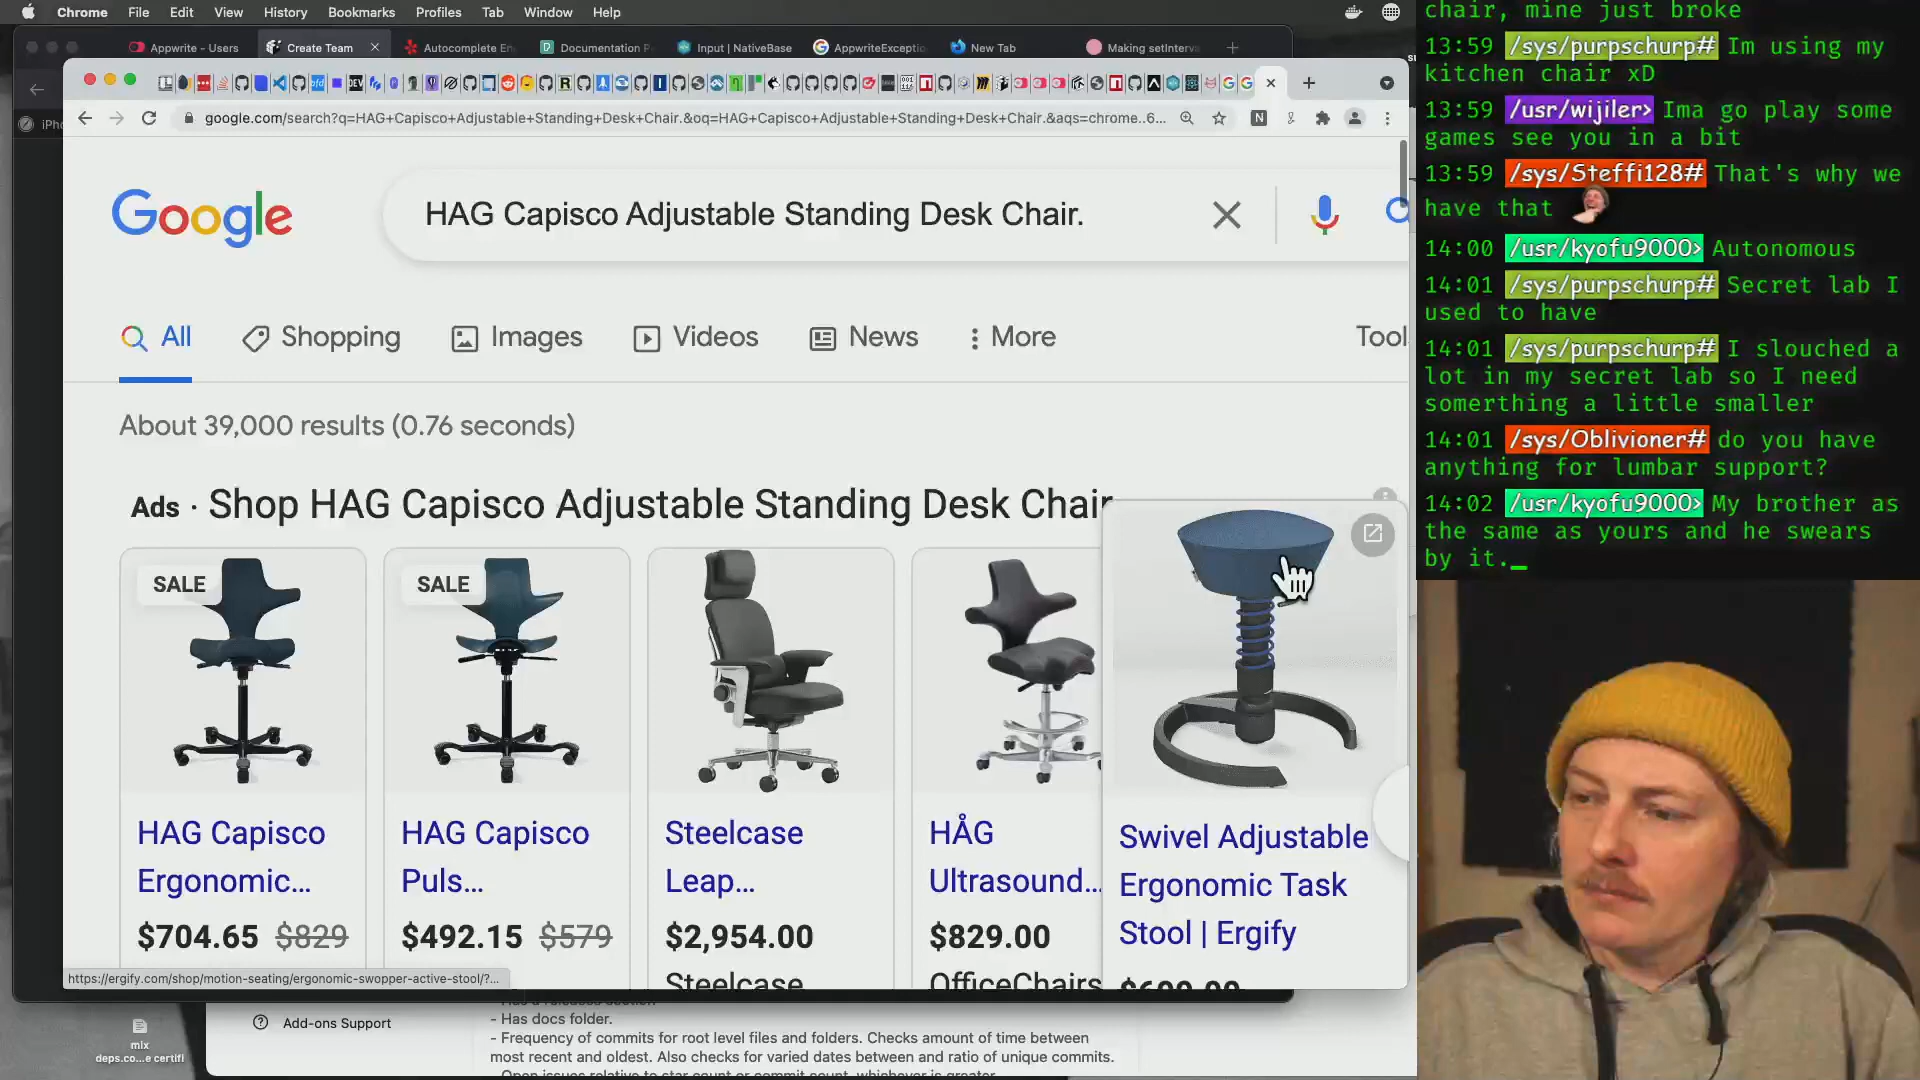 Chrome File Edit View History Bookmarks Profiles Tab Window Help
Appwrite - Users
Create Team
Autocomplete En
Documentation P
Input | NativeBase
AppwriteExceptio
New Tab
Making setInterva
google.com/search?q=HAG+Capisco+Adjustable+Standing+Desk+Chair.&oq=HAG+Capisco+Adjustable+Standing+Desk+Chair.&aqs=chrome..6...
iPho
Google
HAG Capisco Adjustable Standing Desk Chair.
All Shopping Images Videos News More Tool
About 39,000 results (0.76 seconds)
Ads · Shop HAG Capisco Adjustable Standing Desk Chair
SALE
SALE
HAG Capisco
Ergonomic...
$704.65 $829
HAG Capisco
Puls...
$492.15 $579
Steelcase
Leap...
$2,954.00
Steelcase
HÅG
Ultrasound...
$829.00
OfficeChairs
Swivel Adjustable
Ergonomic Task
Stool | Ergify
https://ergify.com/shop/motion-seating/ergonomic-swopper-active-stool/?...
Add-ons Support
- Has docs folder.
- Frequency of commits for root level files and folders. Checks amount of time between
most recent and oldest. Also checks for varied dates between and ratio of unique commits.
mix
deps.co...e certifi
chair, mine just broke
13:59 /sys/purpschurp# Im using my
kitchen chair xD
13:59 /usr/wijiler> Ima go play some
games see you in a bit
13:59 /sys/Steffi128# That's why we
have that
14:00 /usr/kyofu9000> Autonomous
14:01 /sys/purpschurp# Secret lab I
used to have
14:01 /sys/purpschurp# I slouched a
lot in my secret lab so I need
somerthing a little smaller
14:01 /sys/Oblivioner# do you have
anything for lumbar support?
14:02 /usr/kyofu9000> My brother as
the same as yours and he swears
by it._